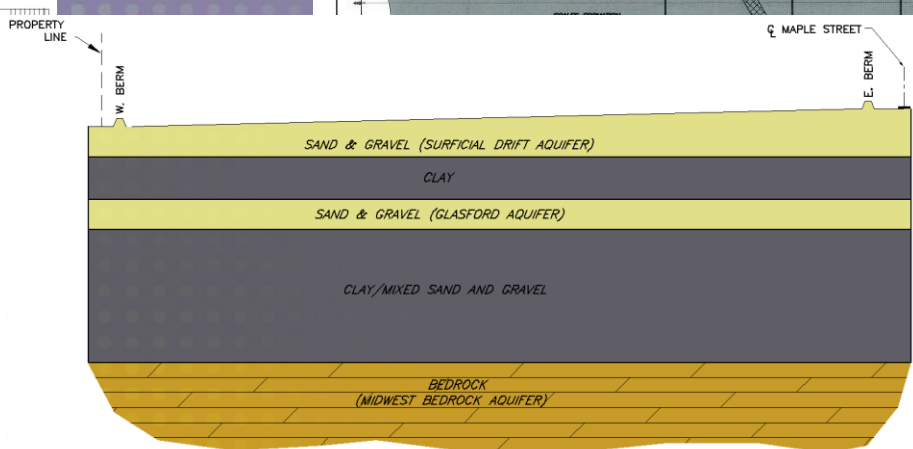 PROPERTY
LINE
W. BERM
℄ MAPLE STREET
E. BERM
SAND & GRAVEL (SURFICIAL DRIFT AQUIFER)
CLAY
SAND & GRAVEL (GLASFORD AQUIFER)
CLAY/MIXED SAND AND GRAVEL
BEDROCK
(MIDWEST BEDROCK AQUIFER)